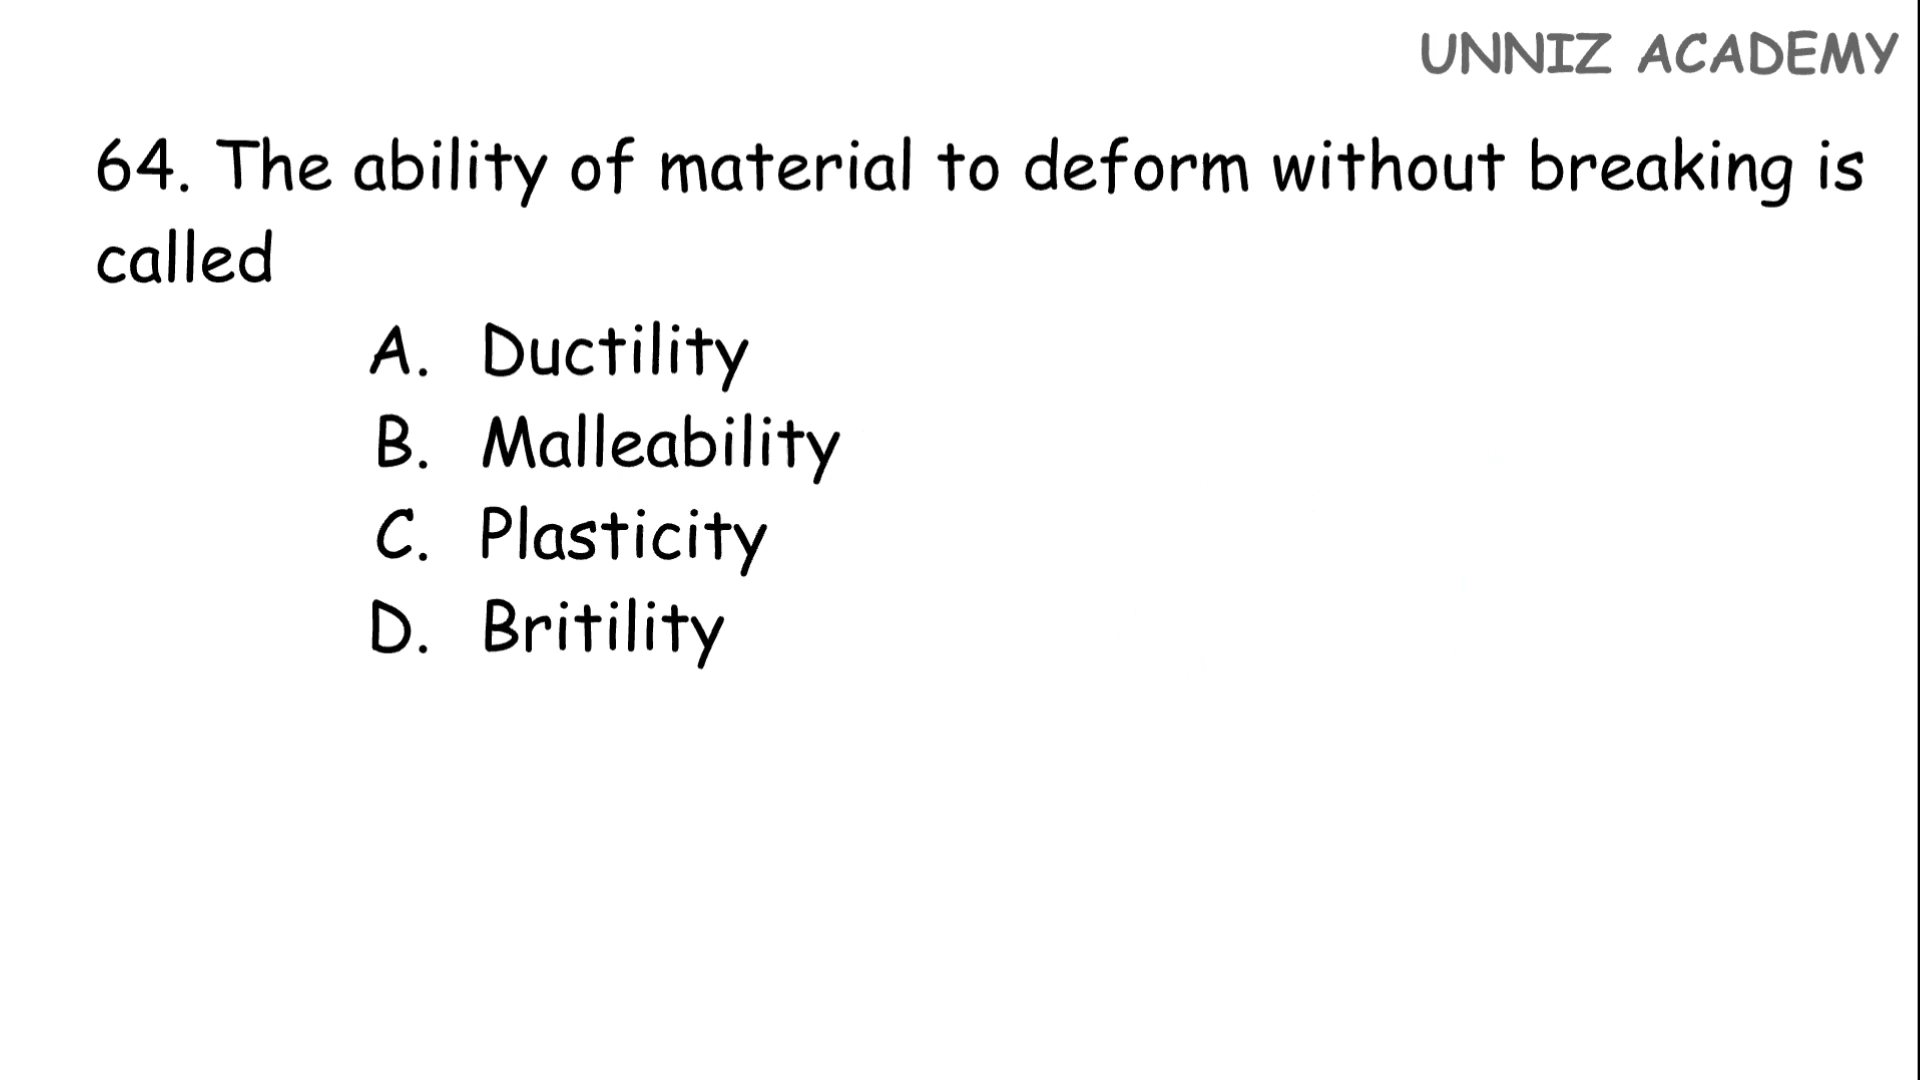 UNNIZ ACADEMY
64. The ability of material to deform without breaking is
called
A. Ductility
B. Malleability
C. Plasticity
D. Britility